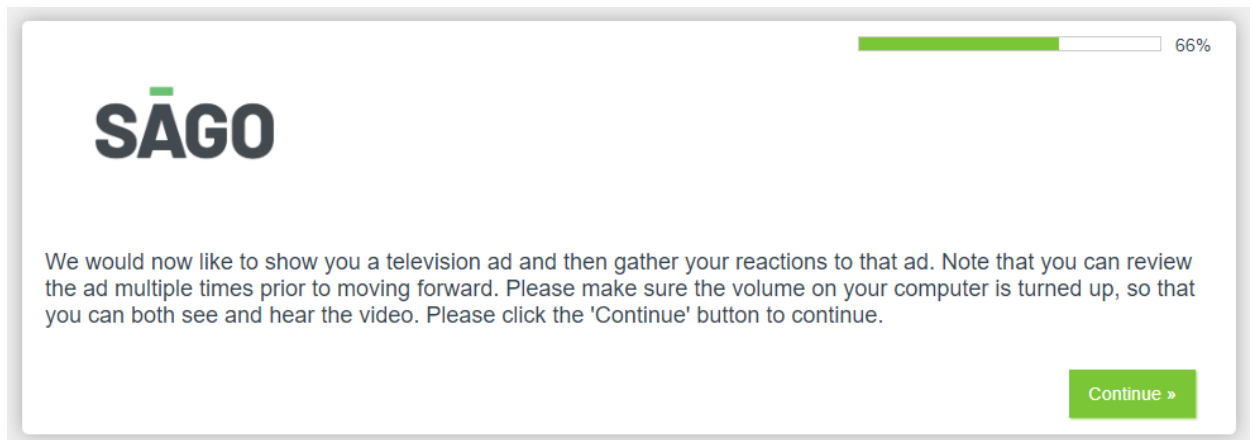 66%
SĀGO
We would now like to show you a television ad and then gather your reactions to that ad. Note that you can review
the ad multiple times prior to moving forward. Please make sure the volume on your computer is turned up, so that
you can both see and hear the video. Please click the 'Continue' button to continue.
Continue »